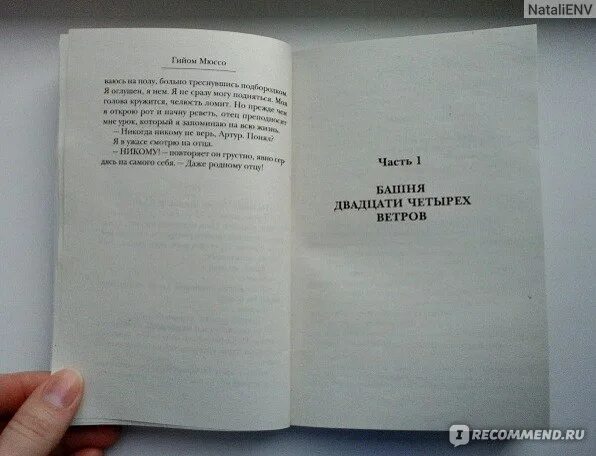 NataliENV
Гийом Мюссо
ваюсь на полу, больно треснувшись подбородком.
Я оглушен, я нем. Я не сразу могу подняться. Моя
голова кружится, челюсть ломит. Но прежде чем
я открою рот и начну реветь, отец преподносит
мне урок, который я запоминаю на всю жизнь.
— Никогда никому не верь, Артур. Понял?
Я в ужасе смотрю на отца.
— НИКОМУ! — повторяет он грустно, явно сер-
дясь на самого себя. — Даже родному отцу!
Часть 1
БАШНЯ
ДВАДЦАТИ ЧЕТЫРЕХ
ВЕТРОВ
IRECOMMEND.RU